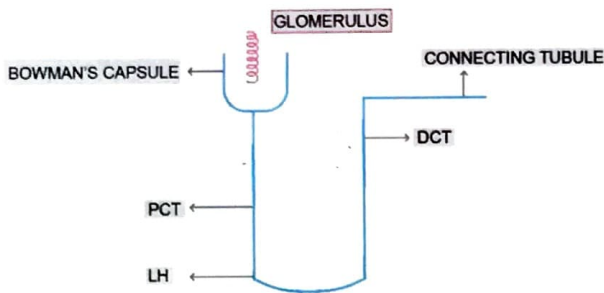 GLOMERULUS
BOWMAN'S CAPSULE
CONNECTING TUBULE
DCT
PCT
LH